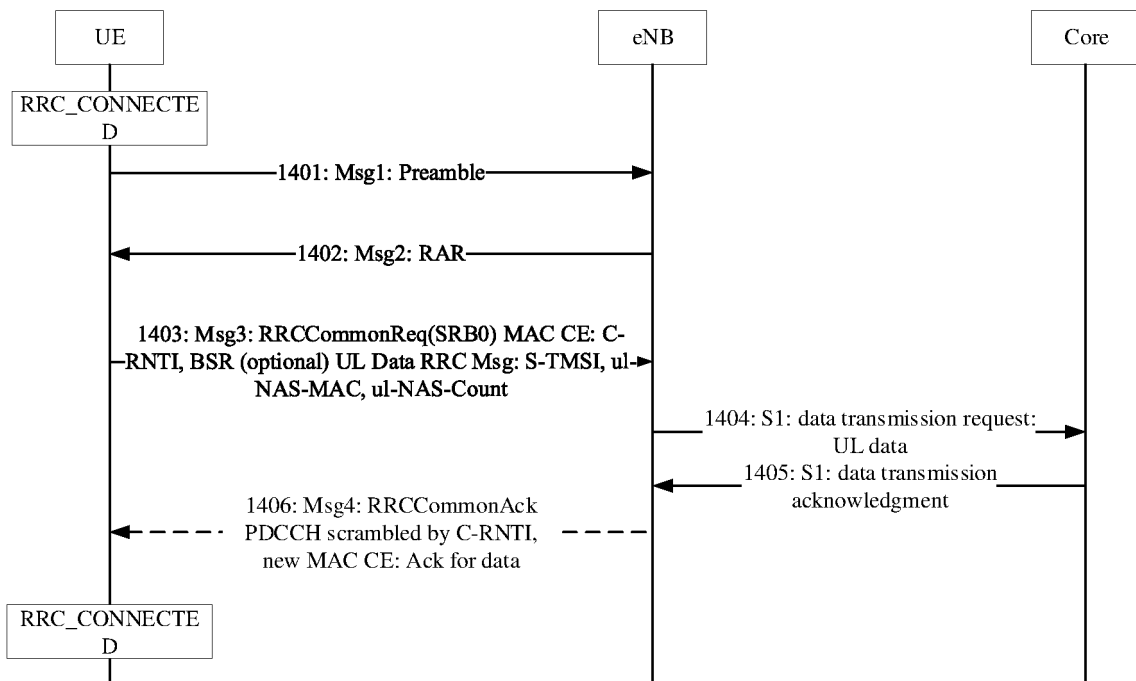 UE
eNB
Core
RRC_CONNECTE
D
1401: Msg1: Preamble
1402: Msg2: RAR
1403: Msg3: RRCCommonReq(SRB0) MAC CE: C-
RNTI, BSR (optional) UL Data RRC Msg: S-TMSI, ul-
NAS-MAC, ul-NAS-Count
1404: S1: data transmission request:
UL data
1405: S1: data transmission
acknowledgment
1406: Msg4: RRCCommonAck
PDCCH scrambled by C-RNTI,
new MAC CE: Ack for data
RRC_CONNECTE
D